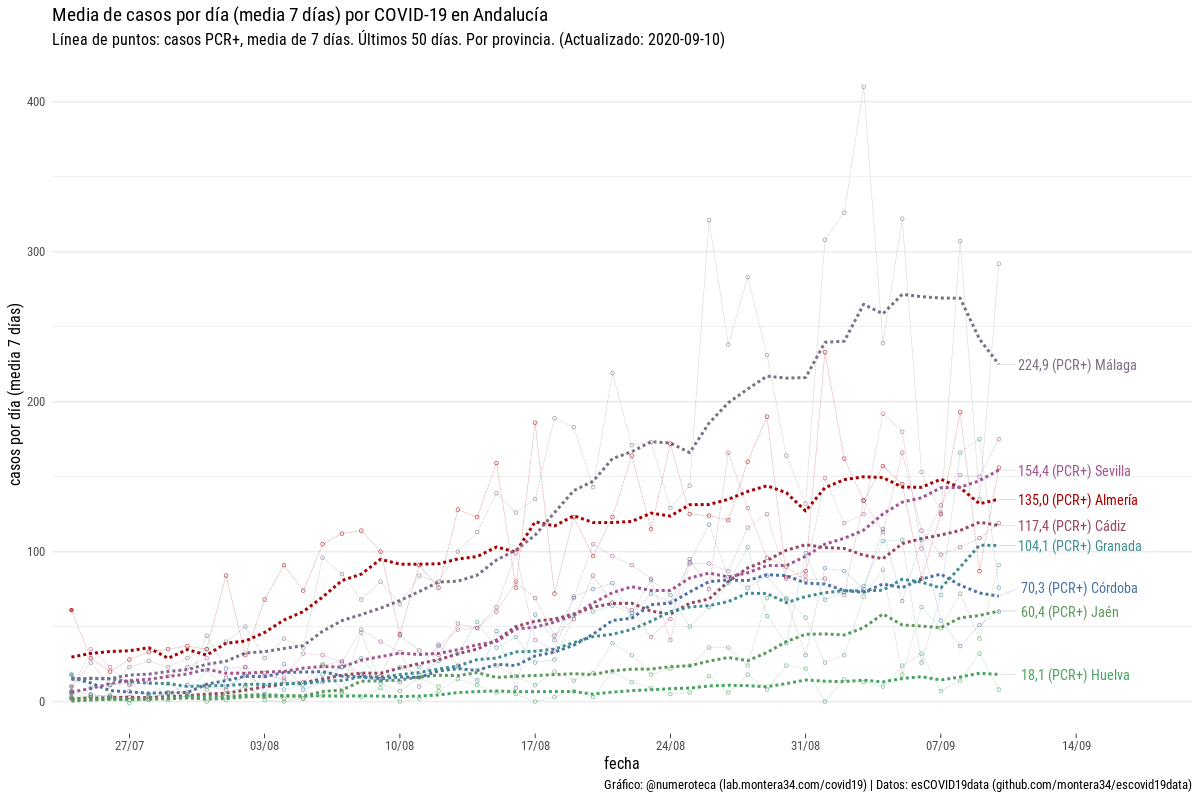 Media de casos por día (media 7 días) por COVID-19 en Andalucía
Línea de puntos: casos PCR+, media de 7 días. Últimos 50 días. Por provincia. (Actualizado: 2020-09-10)
casos por día (media 7 días)
400
300
200
100
0
224,9 (PCR+) Málaga
154,4 (PCR+) Sevilla
135,0 (PCR+) Almería
117,4 (PCR+) Cádiz
104,1 (PCR+) Granada
70,3 (PCR+) Córdoba
60,4 (PCR+) Jaén
18,1 (PCR+) Huelva
27/07
03/08
10/08
17/08
24/08
31/08
07/09
14/09
fecha
Gráfico: @numeroteca (lab.montera34.com/covid19) | Datos: esCOVID19data (github.com/montera34/escovid19data)